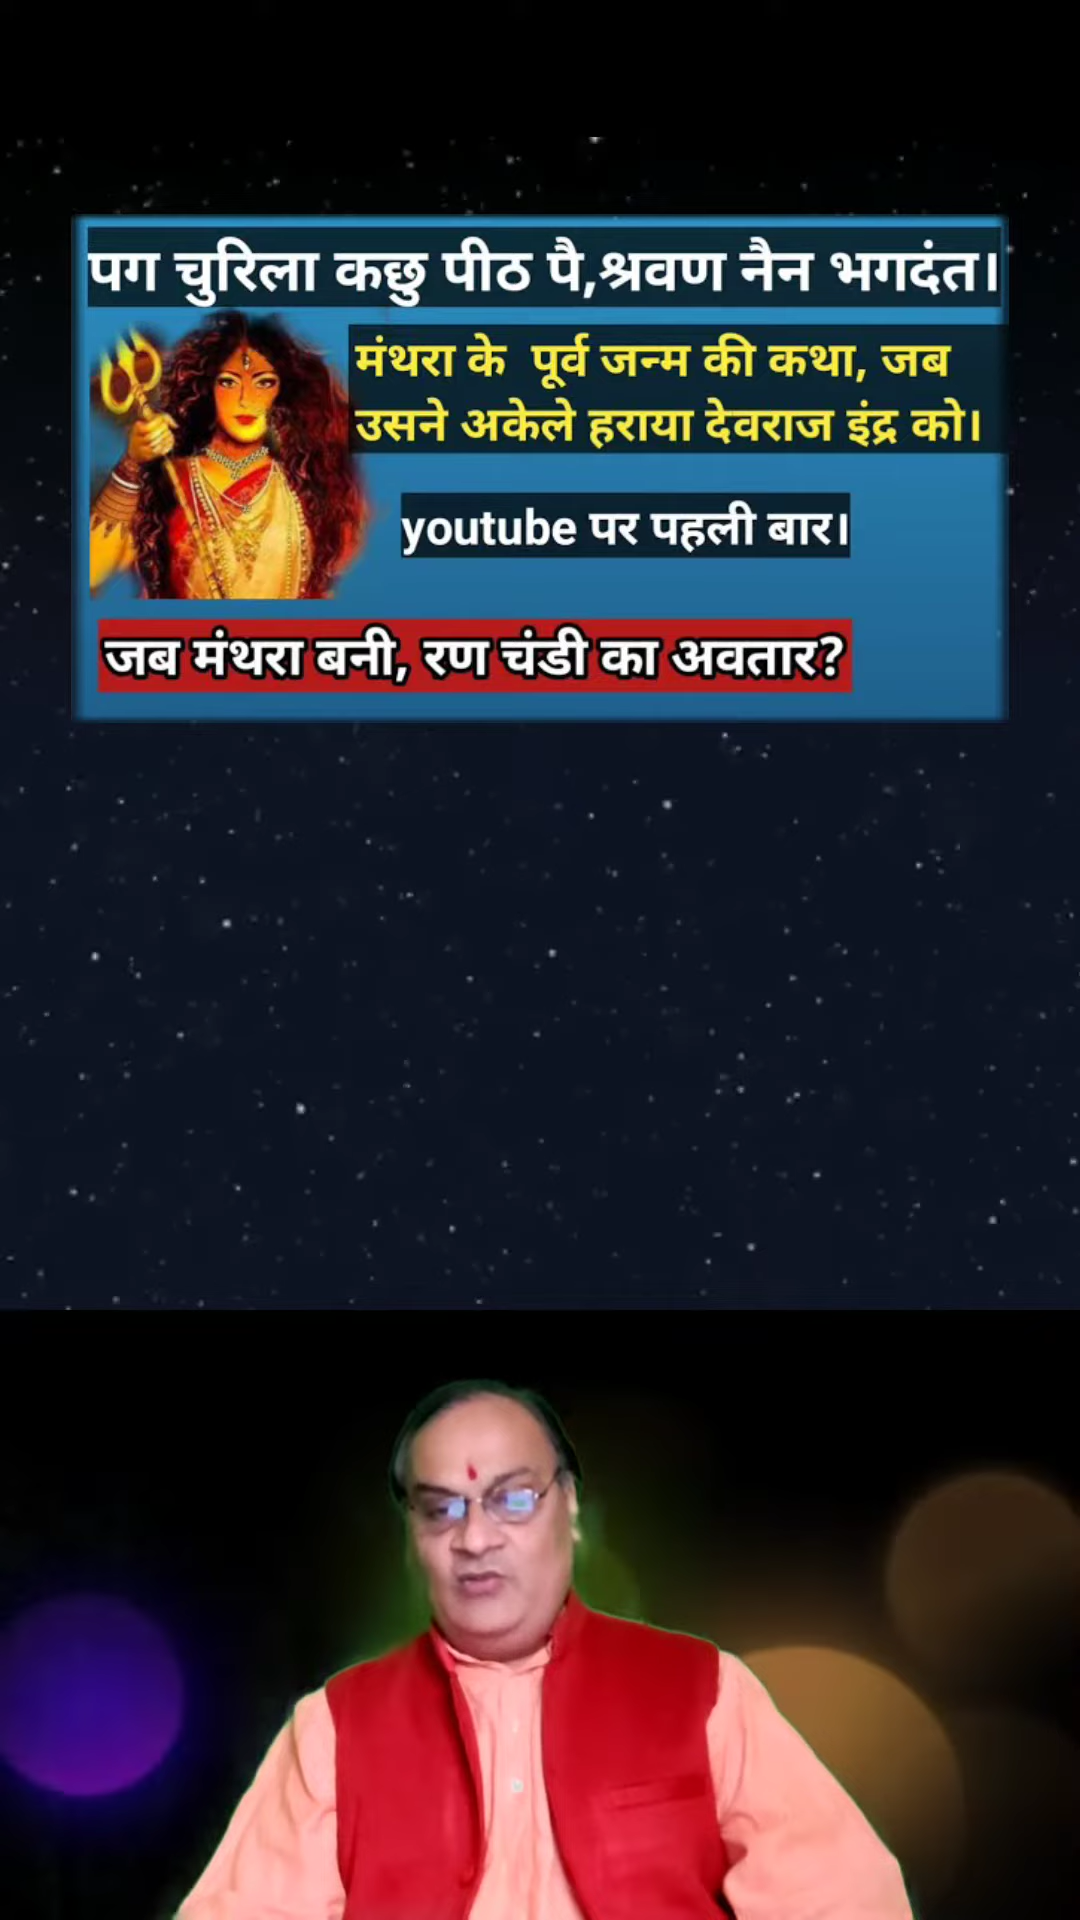 पग चुरिला कछु पीठ पै,श्रवण नैन भगदंत।
मंथरा के पूर्व जन्म की कथा, जब
उसने अकेले हराया देवराज इंद्र को।
youtube पर पहली बार।
जब मंथरा बनी, रण चंडी का अवतार?